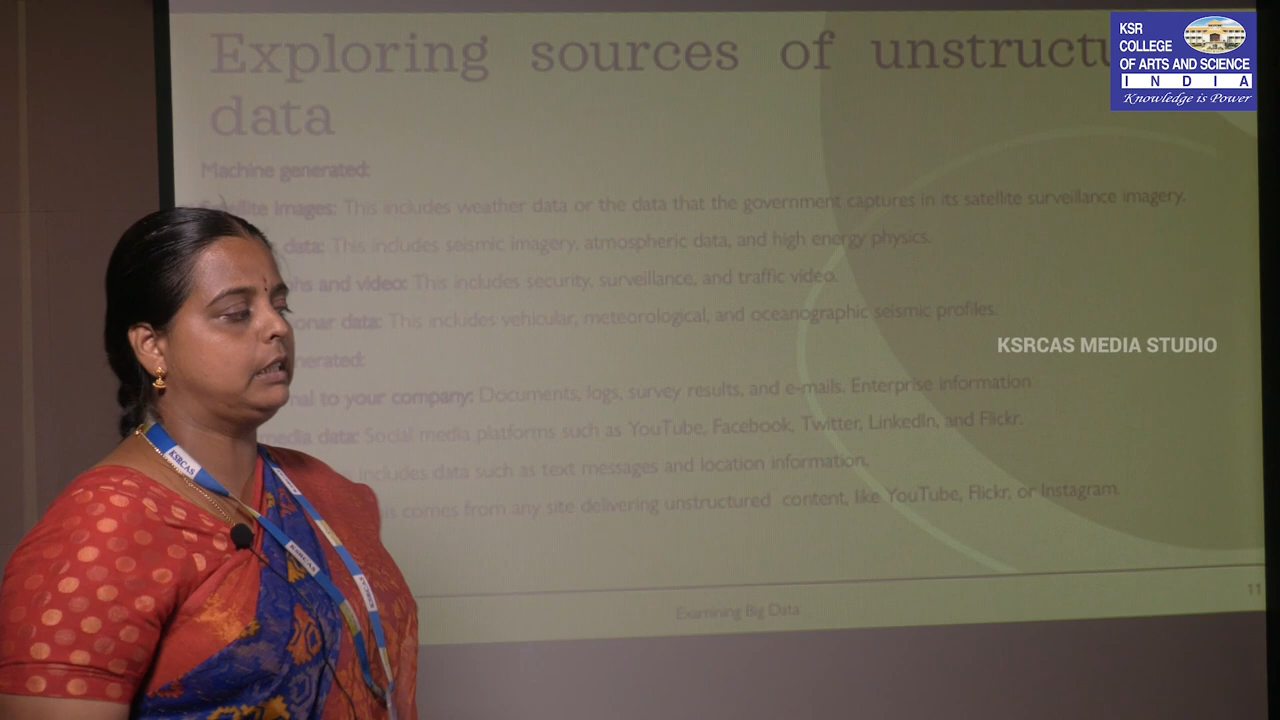 Exploring sources of
data
Machine generated:
images: This includes weather data or the data that the government captures in its satellite surveillance imagery.
data: This includes seismic imagery, atmospheric data, and high energy physics.
and video: This includes security, surveillance, and traffic video.
data: This includes vehicular, meteorological, and oceanographic seismic profiles.
to your company: Documents, logs, survey results, and e-mails. Enterprise information
media data: Social media platforms such as YouTube, Facebook, Twitter, LinkedIn, and Flickr.
includes data such as text messages and location information.
comes from any site delivering unstructured content, like YouTube, Flickr, or Instagram.
Examining Big Data
11
KSR
COLLEGE
OF ARTS AND SCIENCE
INDIA
Knowledge is Power
KSRCAS MEDIA STUDIO
KSRCAS
KSRCAS
KSRCAS